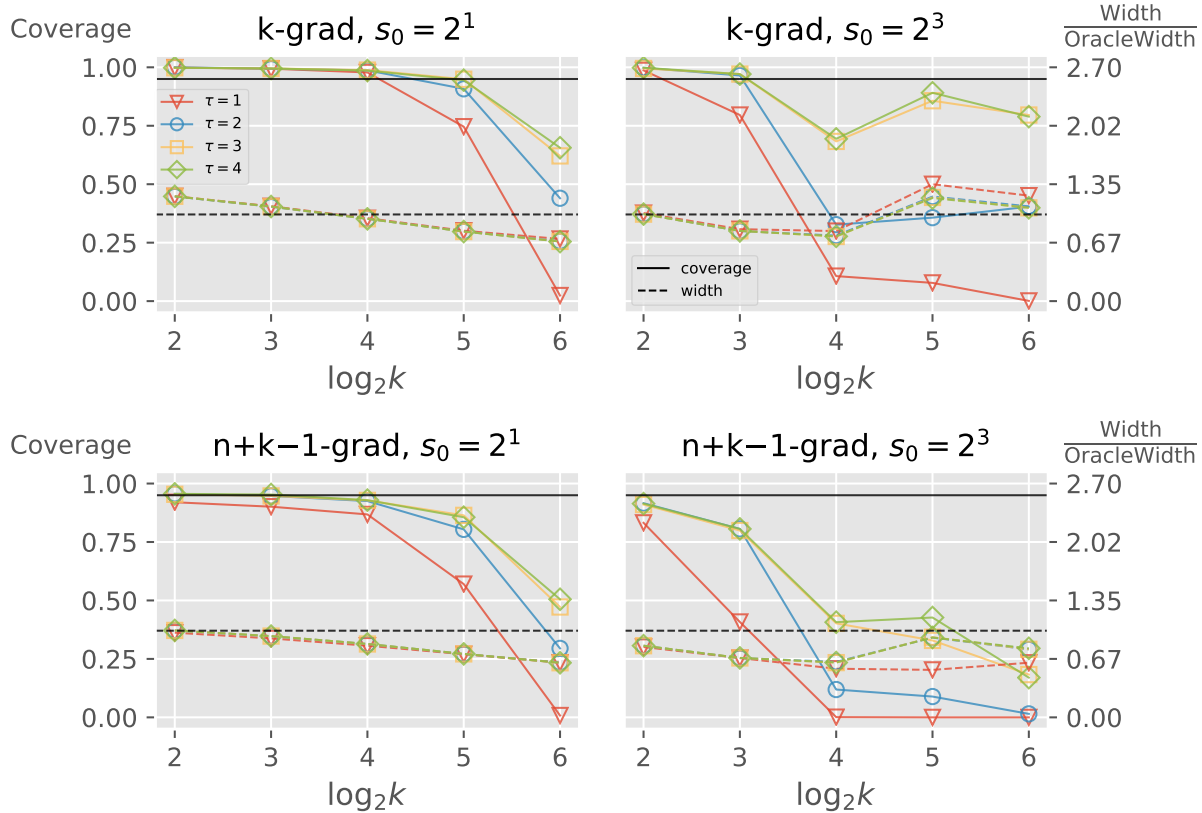 Coverage
k-grad, s₀ = 2¹
k-grad, s₀ = 2³
Width
OracleWidth
1.00
0.75
0.50
0.25
0.00
τ = 1
τ = 2
τ = 3
τ = 4
coverage
width
2.70
2.02
1.35
0.67
0.00
2 3 4 5 6
2 3 4 5 6
log₂k
log₂k
Coverage
n+k−1-grad, s₀ = 2¹
n+k−1-grad, s₀ = 2³
Width
OracleWidth
1.00
0.75
0.50
0.25
0.00
2.70
2.02
1.35
0.67
0.00
2 3 4 5 6
2 3 4 5 6
log₂k
log₂k